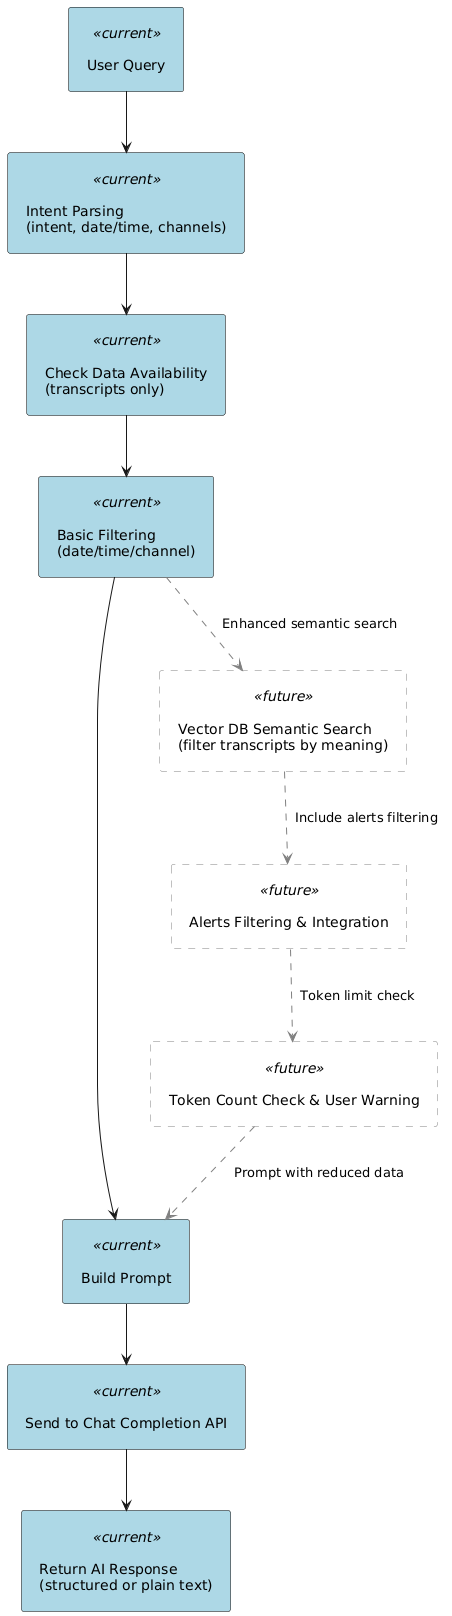 «current»
User Query
«current»
Intent Parsing
(intent, date/time, channels)
«current»
Check Data Availability
(transcripts only)
«current»
Basic Filtering
(date/time/channel)
Enhanced semantic search
«future»
Vector DB Semantic Search
(filter transcripts by meaning)
Include alerts filtering
«future»
Alerts Filtering & Integration
Token limit check
«future»
Token Count Check & User Warning
Prompt with reduced data
«current»
Build Prompt
«current»
Send to Chat Completion API
«current»
Return AI Response
(structured or plain text)